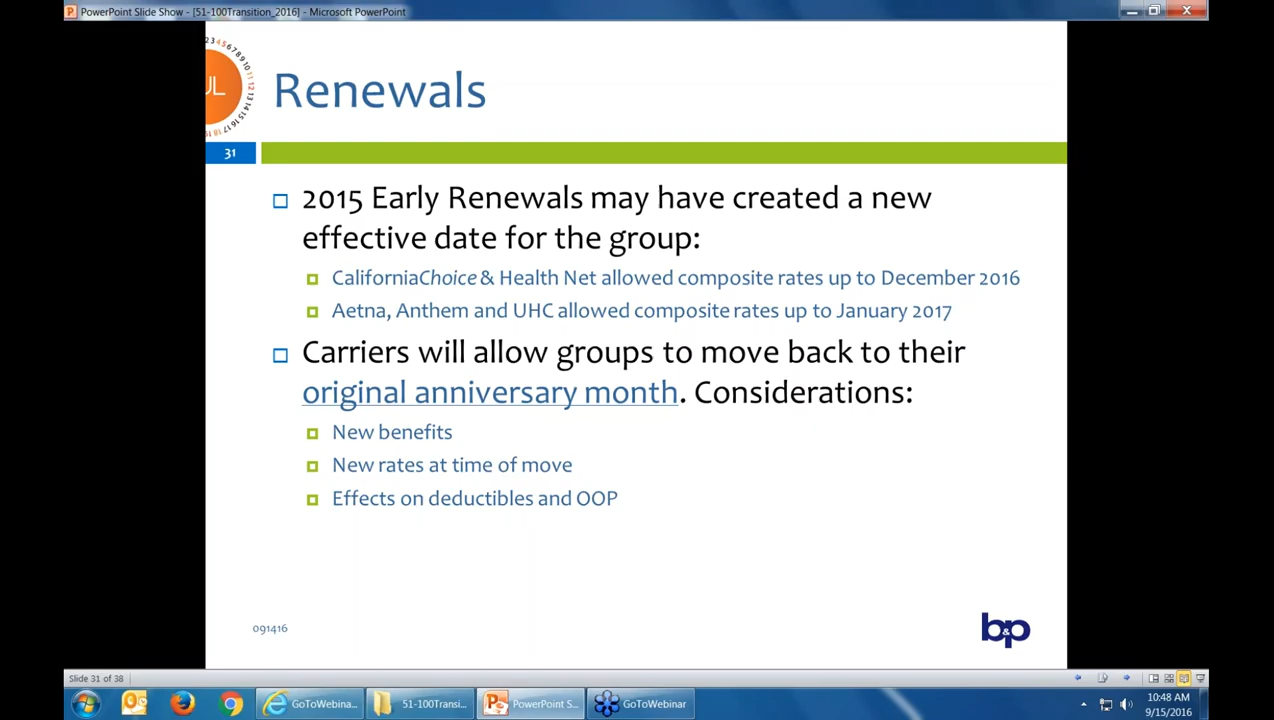 PowerPoint Slide Show - [51-100Transition_2016] - Microsoft PowerPoint
Renewals
31
2015 Early Renewals may have created a new
effective date for the group:
CaliforniaChoice & Health Net allowed composite rates up to December 2016
Aetna, Anthem and UHC allowed composite rates up to January 2017
Carriers will allow groups to move back to their
original anniversary month. Considerations:
New benefits
New rates at time of move
Effects on deductibles and OOP
091416
b&p
Slide 31 of 38
GoToWebina...
51-100Transi...
PowerPoint S...
GoToWebinar
10:48 AM
9/15/2016